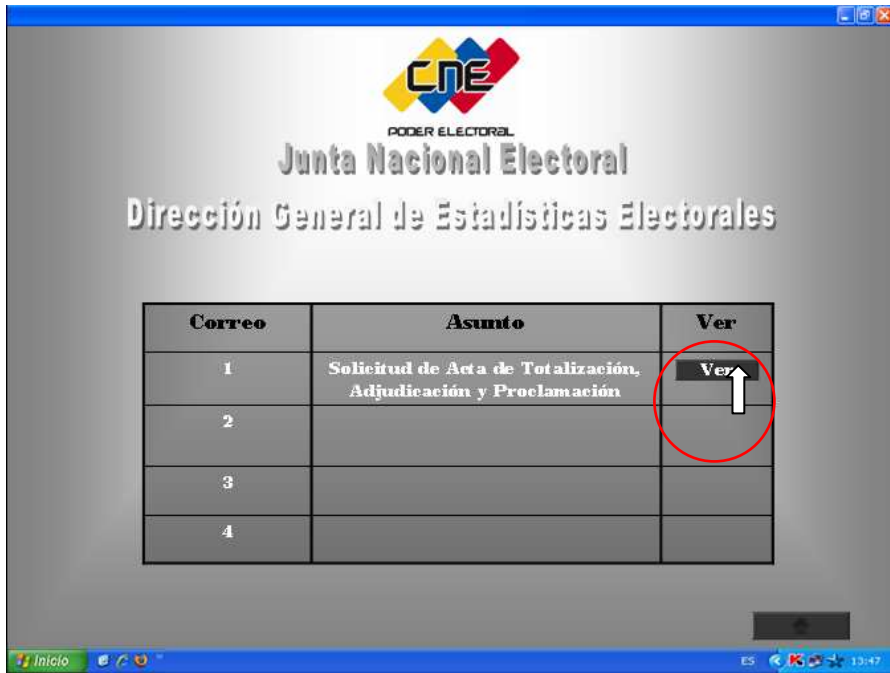 CNE
PODER ELECTORAL
Junta Nacional Electoral
Dirección General de Estadísticas Electorales
Correo Asunto Ver
1 Solicitud de Acta de Totalización, Ver
Adjudicación y Proclamación
2
3
4
Inicio ES 13:47